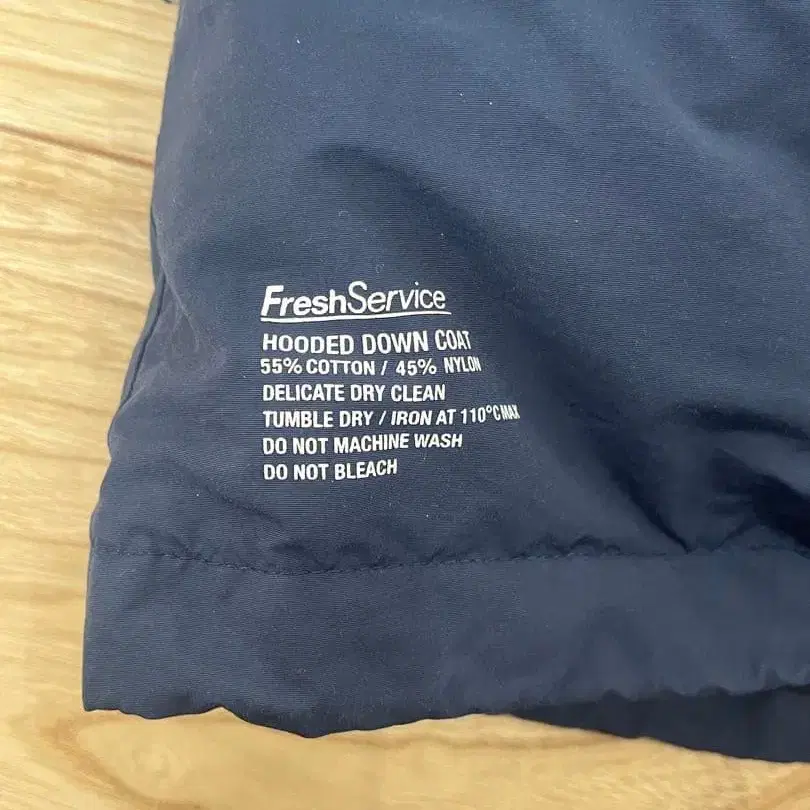 FreshService
HOODED DOWN COAT
55% COTTON / 45% NYLON
DELICATE DRY CLEAN
TUMBLE DRY / IRON AT 110°C MAX
DO NOT MACHINE WASH
DO NOT BLEACH